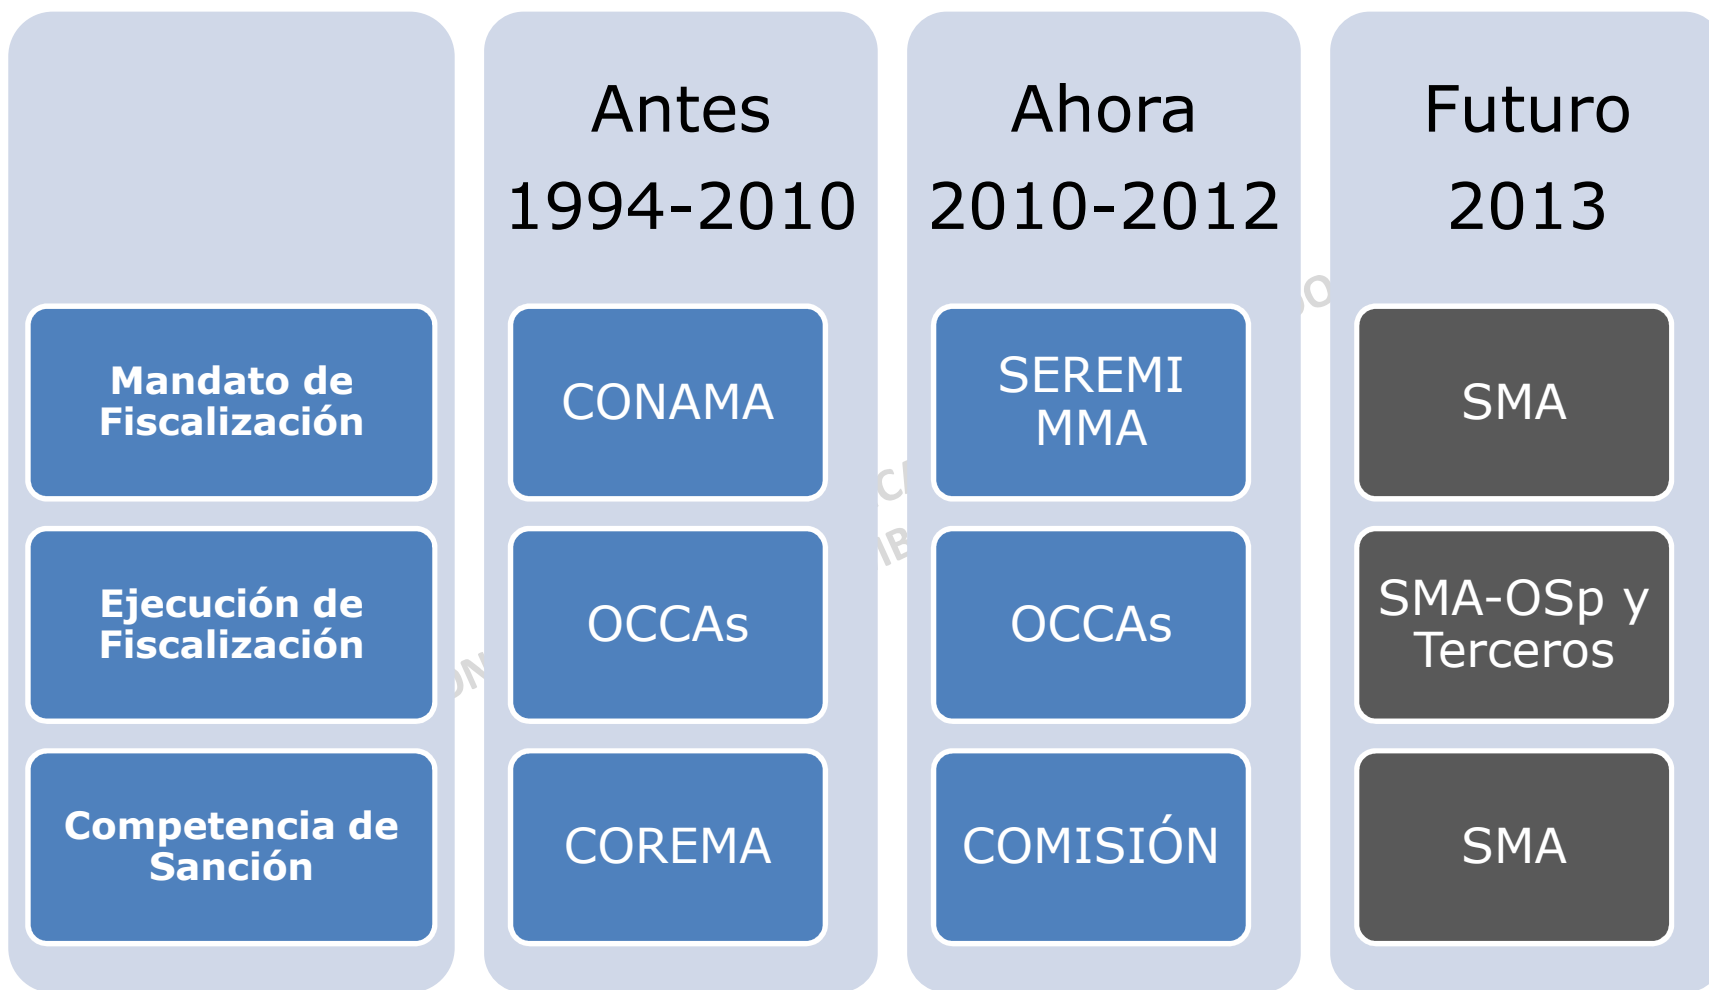 Antes
1994-2010
Ahora
2010-2012
Futuro
2013
Mandato de
Fiscalización
CONAMA
SEREMI
MMA
SMA
Ejecución de
Fiscalización
OCCAs
OCCAs
SMA-OSp y
Terceros
Competencia de
Sanción
COREMA
COMISIÓN
SMA